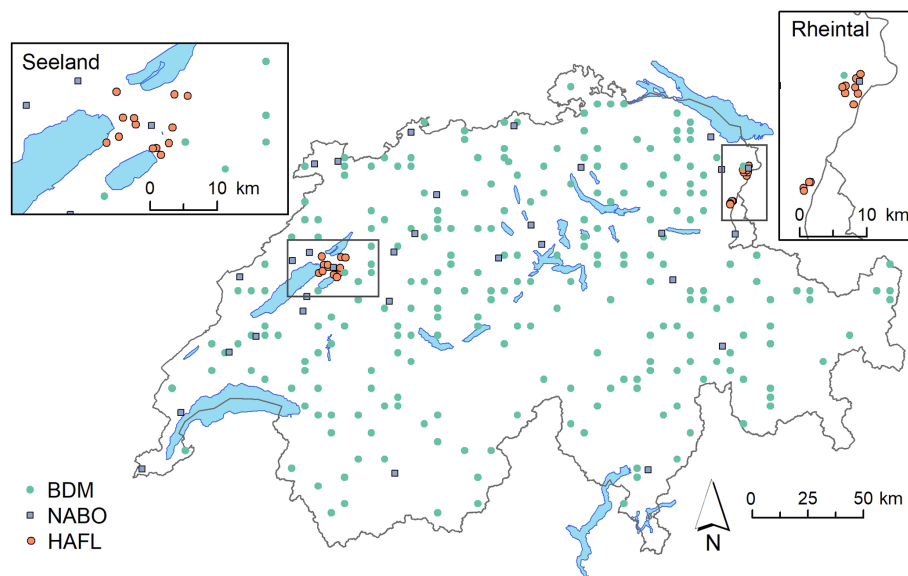 Seeland
0 10 km
Rheintal
0 10 km
BDM
NABO
HAFL
N
0 25 50 km